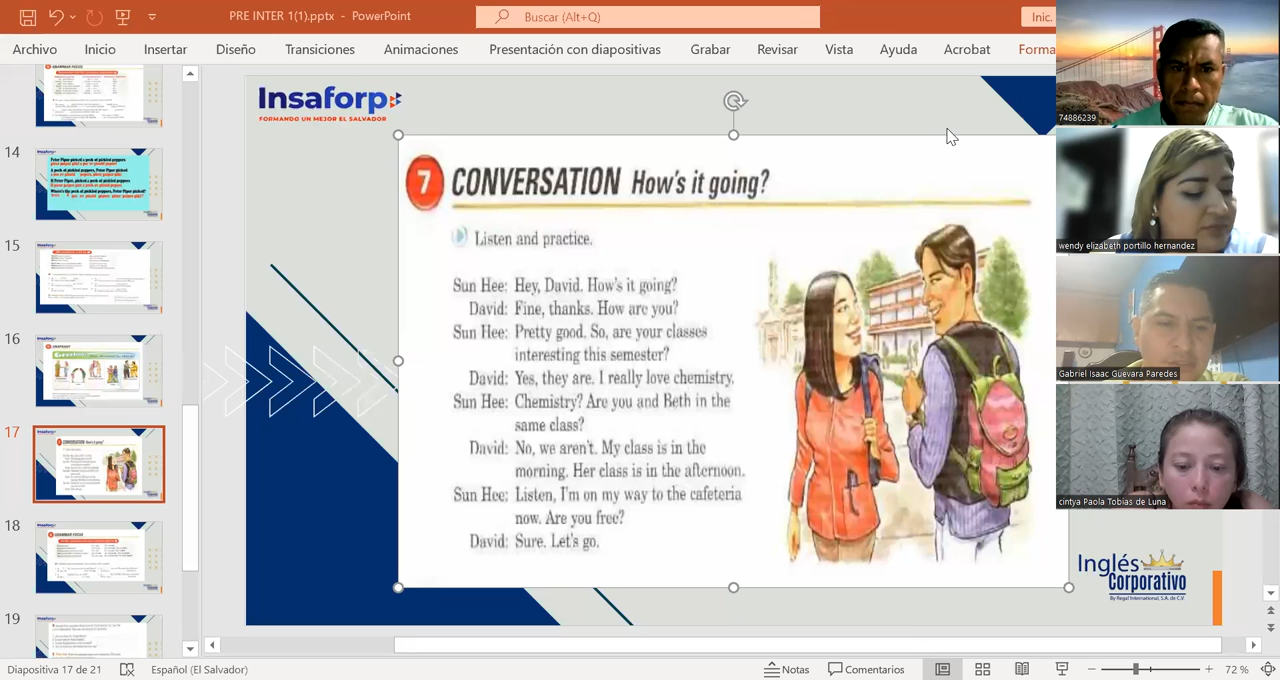 PRE INTER 1(1).pptx - PowerPoint
Buscar (Alt+Q)
Inic.
Archivo Inicio Insertar Diseño Transiciones Animaciones Presentación con diapositivas Grabar Revisar Vista Ayuda Acrobat Forma
74886239
wendy elizabeth portillo hernandez
Gabriel Isaac Guevara Paredes
cintya Paola Tobias de Luna
14
15
16
17
18
19
Insaforp
FORMANDO UN MEJOR EL SALVADOR
7 CONVERSATION How's it going?
Listen and practice.
Sun Hee: Hey, David. How's it going?
David: Fine, thanks. How are you?
Sun Hee: Pretty good. So, are your classes
interesting this semester?
David: Yes, they are. I really love chemistry.
Sun Hee: Chemistry? Are you and Beth in the
same class?
David: No, we aren't. My class is in the
morning. Her class is in the afternoon.
Sun Hee: Listen, I'm on my way to the cafeteria
now. Are you free?
David: Sure. Let's go.
Inglés
Corporativo
By Regal International, S.A. de C.V.
Diapositiva 17 de 21
Español (El Salvador)
Notas
Comentarios
72 %